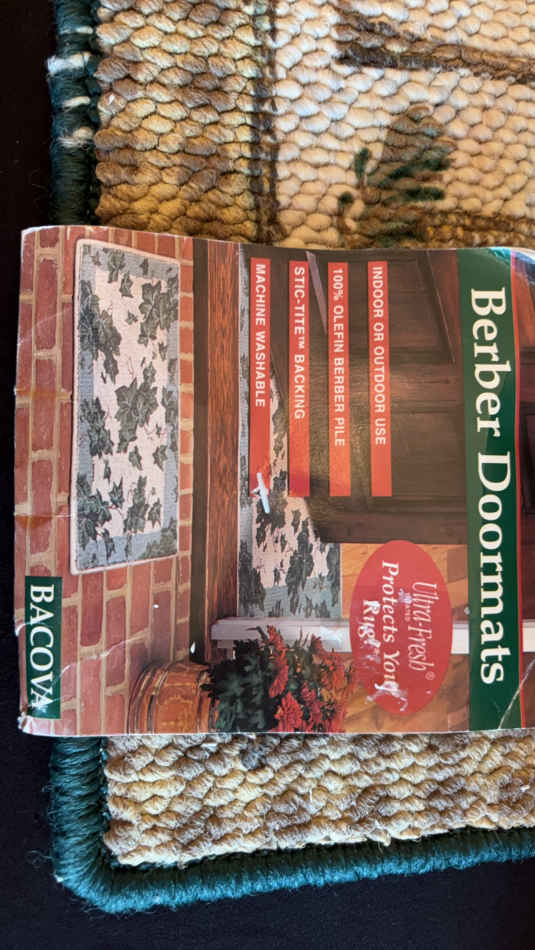 Berber Doormats
INDOOR OR OUTDOOR USE
100% OLEFIN BERBER PILE
STIC-TITE™ BACKING
MACHINE WASHABLE
Ultra-Fresh®
TREATED
Protects Your
Rug
BACOVA